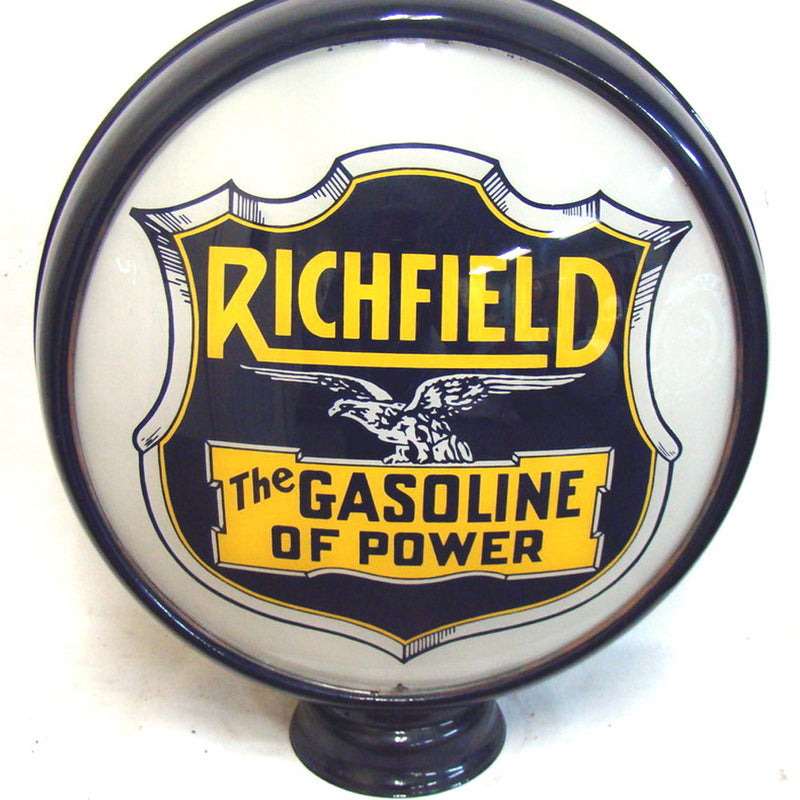 RICHFIELD
The GASOLINE
OF POWER